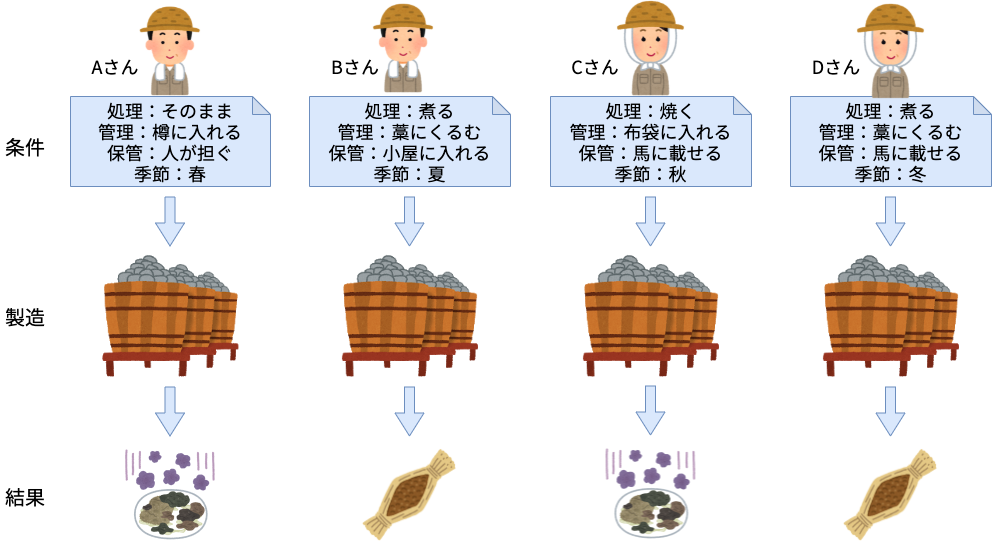 Aさん
Bさん
Cさん
Dさん
条件
処理：そのまま
管理：樽に入れる
保管：人が担ぐ
季節：春
処理：煮る
管理：藁にくるむ
保管：小屋に入れる
季節：夏
処理：焼く
管理：布袋に入れる
保管：馬に載せる
季節：秋
処理：煮る
管理：藁にくるむ
保管：馬に載せる
季節：冬
製造
結果